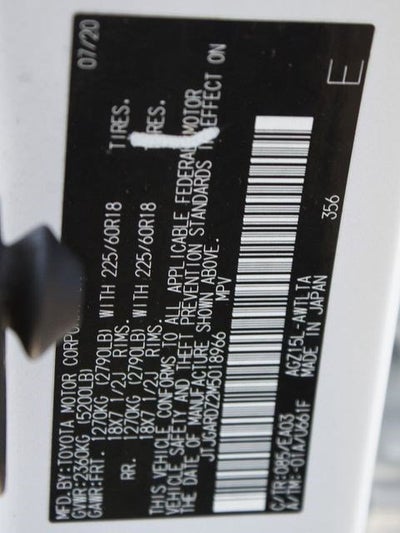 MFD.BY:TOYOTA MOTOR CORPOR 07/20
GVWR:2360KG (5200LB)
GAWR:FRT. 1270KG (2790LB) WITH 225/60R18 TIRES.
18X7 1/2J RIMS.
RR. 1270KG (2790LB) WITH 225/60R18 RES.
18X7 1/2J RIMS.
THIS VEHICLE CONFORMS TO ALL APPLICABLE FEDERAL MOTOR
VEHICLE SAFETY AND THEFT PREVENTION STANDARDS IN EFFECT ON
DATE OF MANUFACTURE SHOWN ABOVE.
JTJGARDZ2M5018966 MPV
C/TR:085/EA03 AGZ15L-AWTLTA
A/TM:-01A/U661F MADE IN JAPAN 356 E